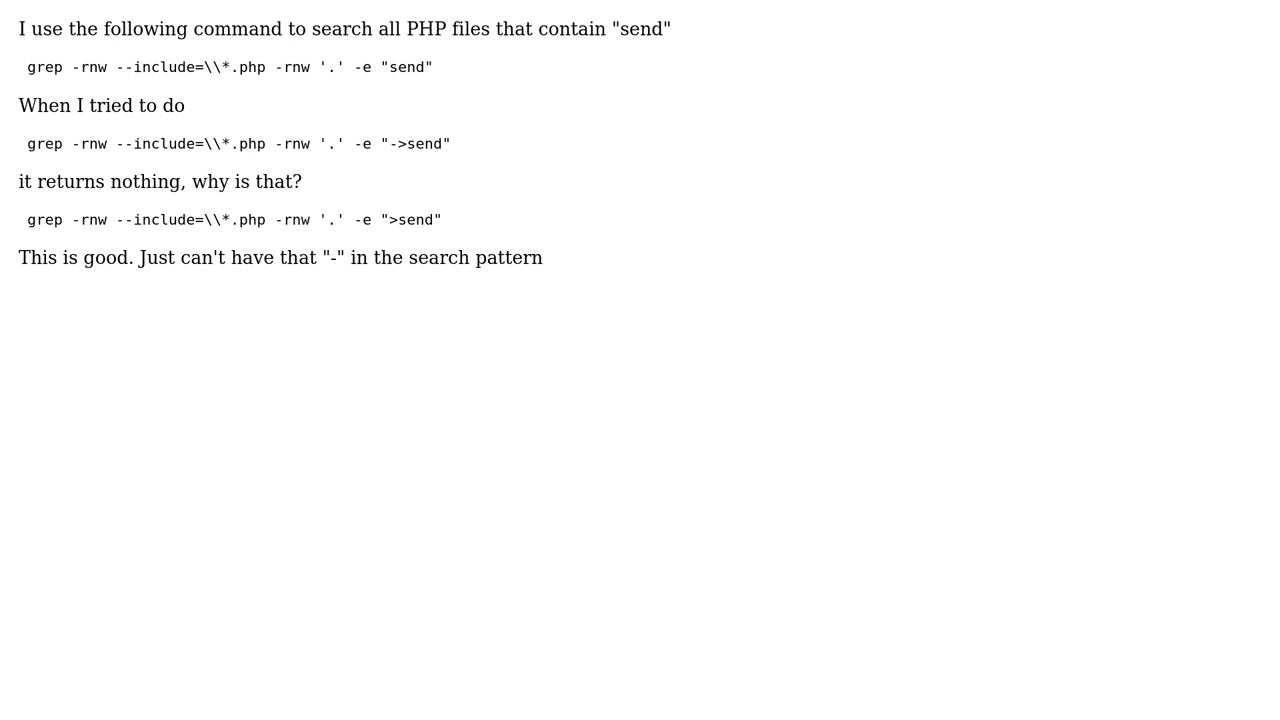 I use the following command to search all PHP files that contain "send"
grep -rnw --include=\\*.php -rnw '.' -e "send"
When I tried to do
grep -rnw --include=\\*.php -rnw '.' -e "->send"
it returns nothing, why is that?
grep -rnw --include=\\*.php -rnw '.' -e ">send"
This is good. Just can't have that "-" in the search pattern